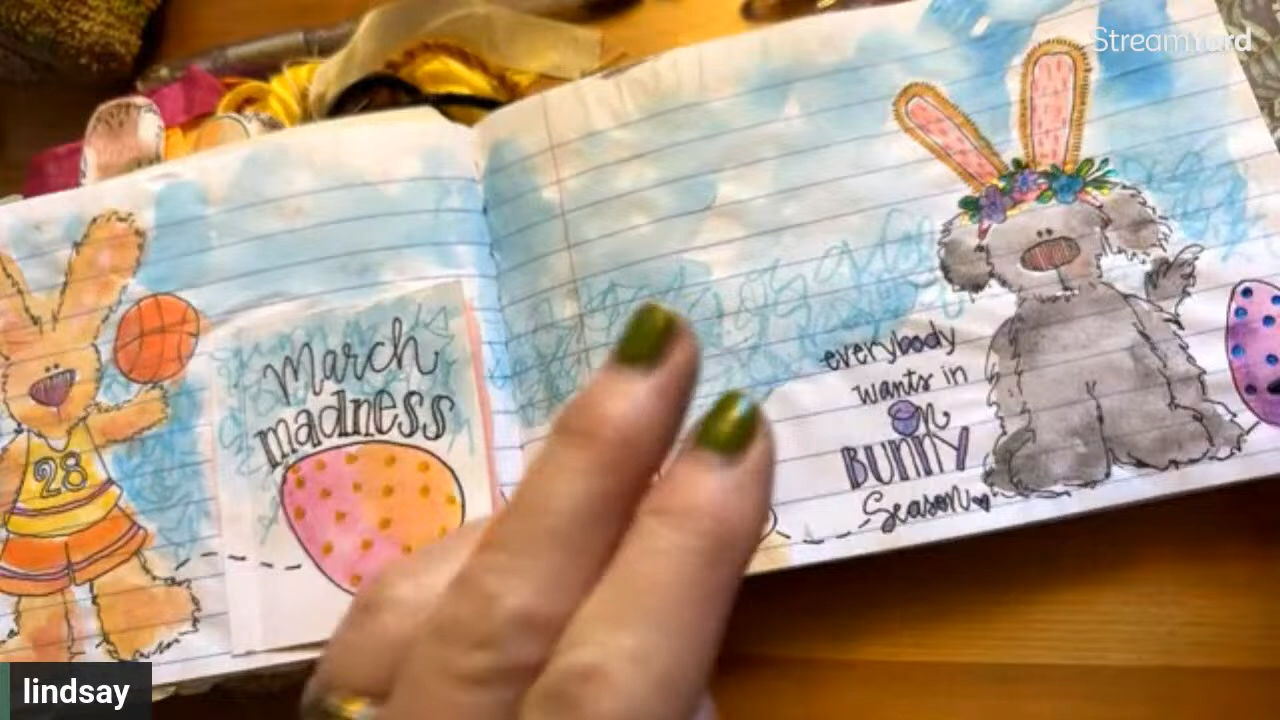 StreamYard
March
madness
28
everybody
wants in
on
BUNNY
Season
lindsay